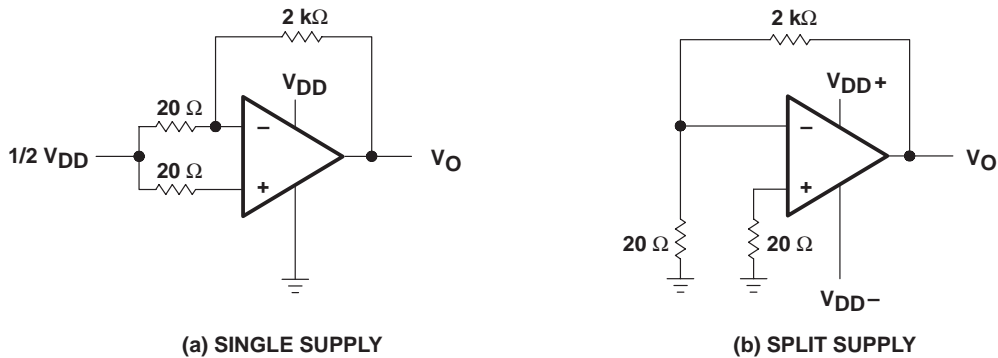 2 kΩ
VDD
20 Ω
−
1/2 VDD
20 Ω
+
VO
(a) SINGLE SUPPLY
2 kΩ
VDD+
−
VO
+
20 Ω
20 Ω
VDD−
(b) SPLIT SUPPLY